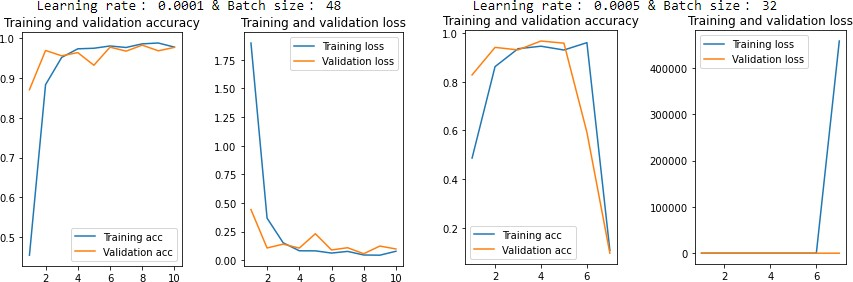 Learning rate: 0.0001 & Batch size: 48
Training and validation accuracy
1.0
0.9
0.8
0.7
0.6
0.5
2 4 6 8 10
Training acc
Validation acc
Training and validation loss
1.75
1.50
1.25
1.00
0.75
0.50
0.25
0.00
2 4 6 8 10
Training loss
Validation loss
Learning rate: 0.0005 & Batch size: 32
Training and validation accuracy
1.0
0.8
0.6
0.4
0.2
2 4 6
Training acc
Validation acc
Training and validation loss
400000
300000
200000
100000
0
2 4 6
Training loss
Validation loss